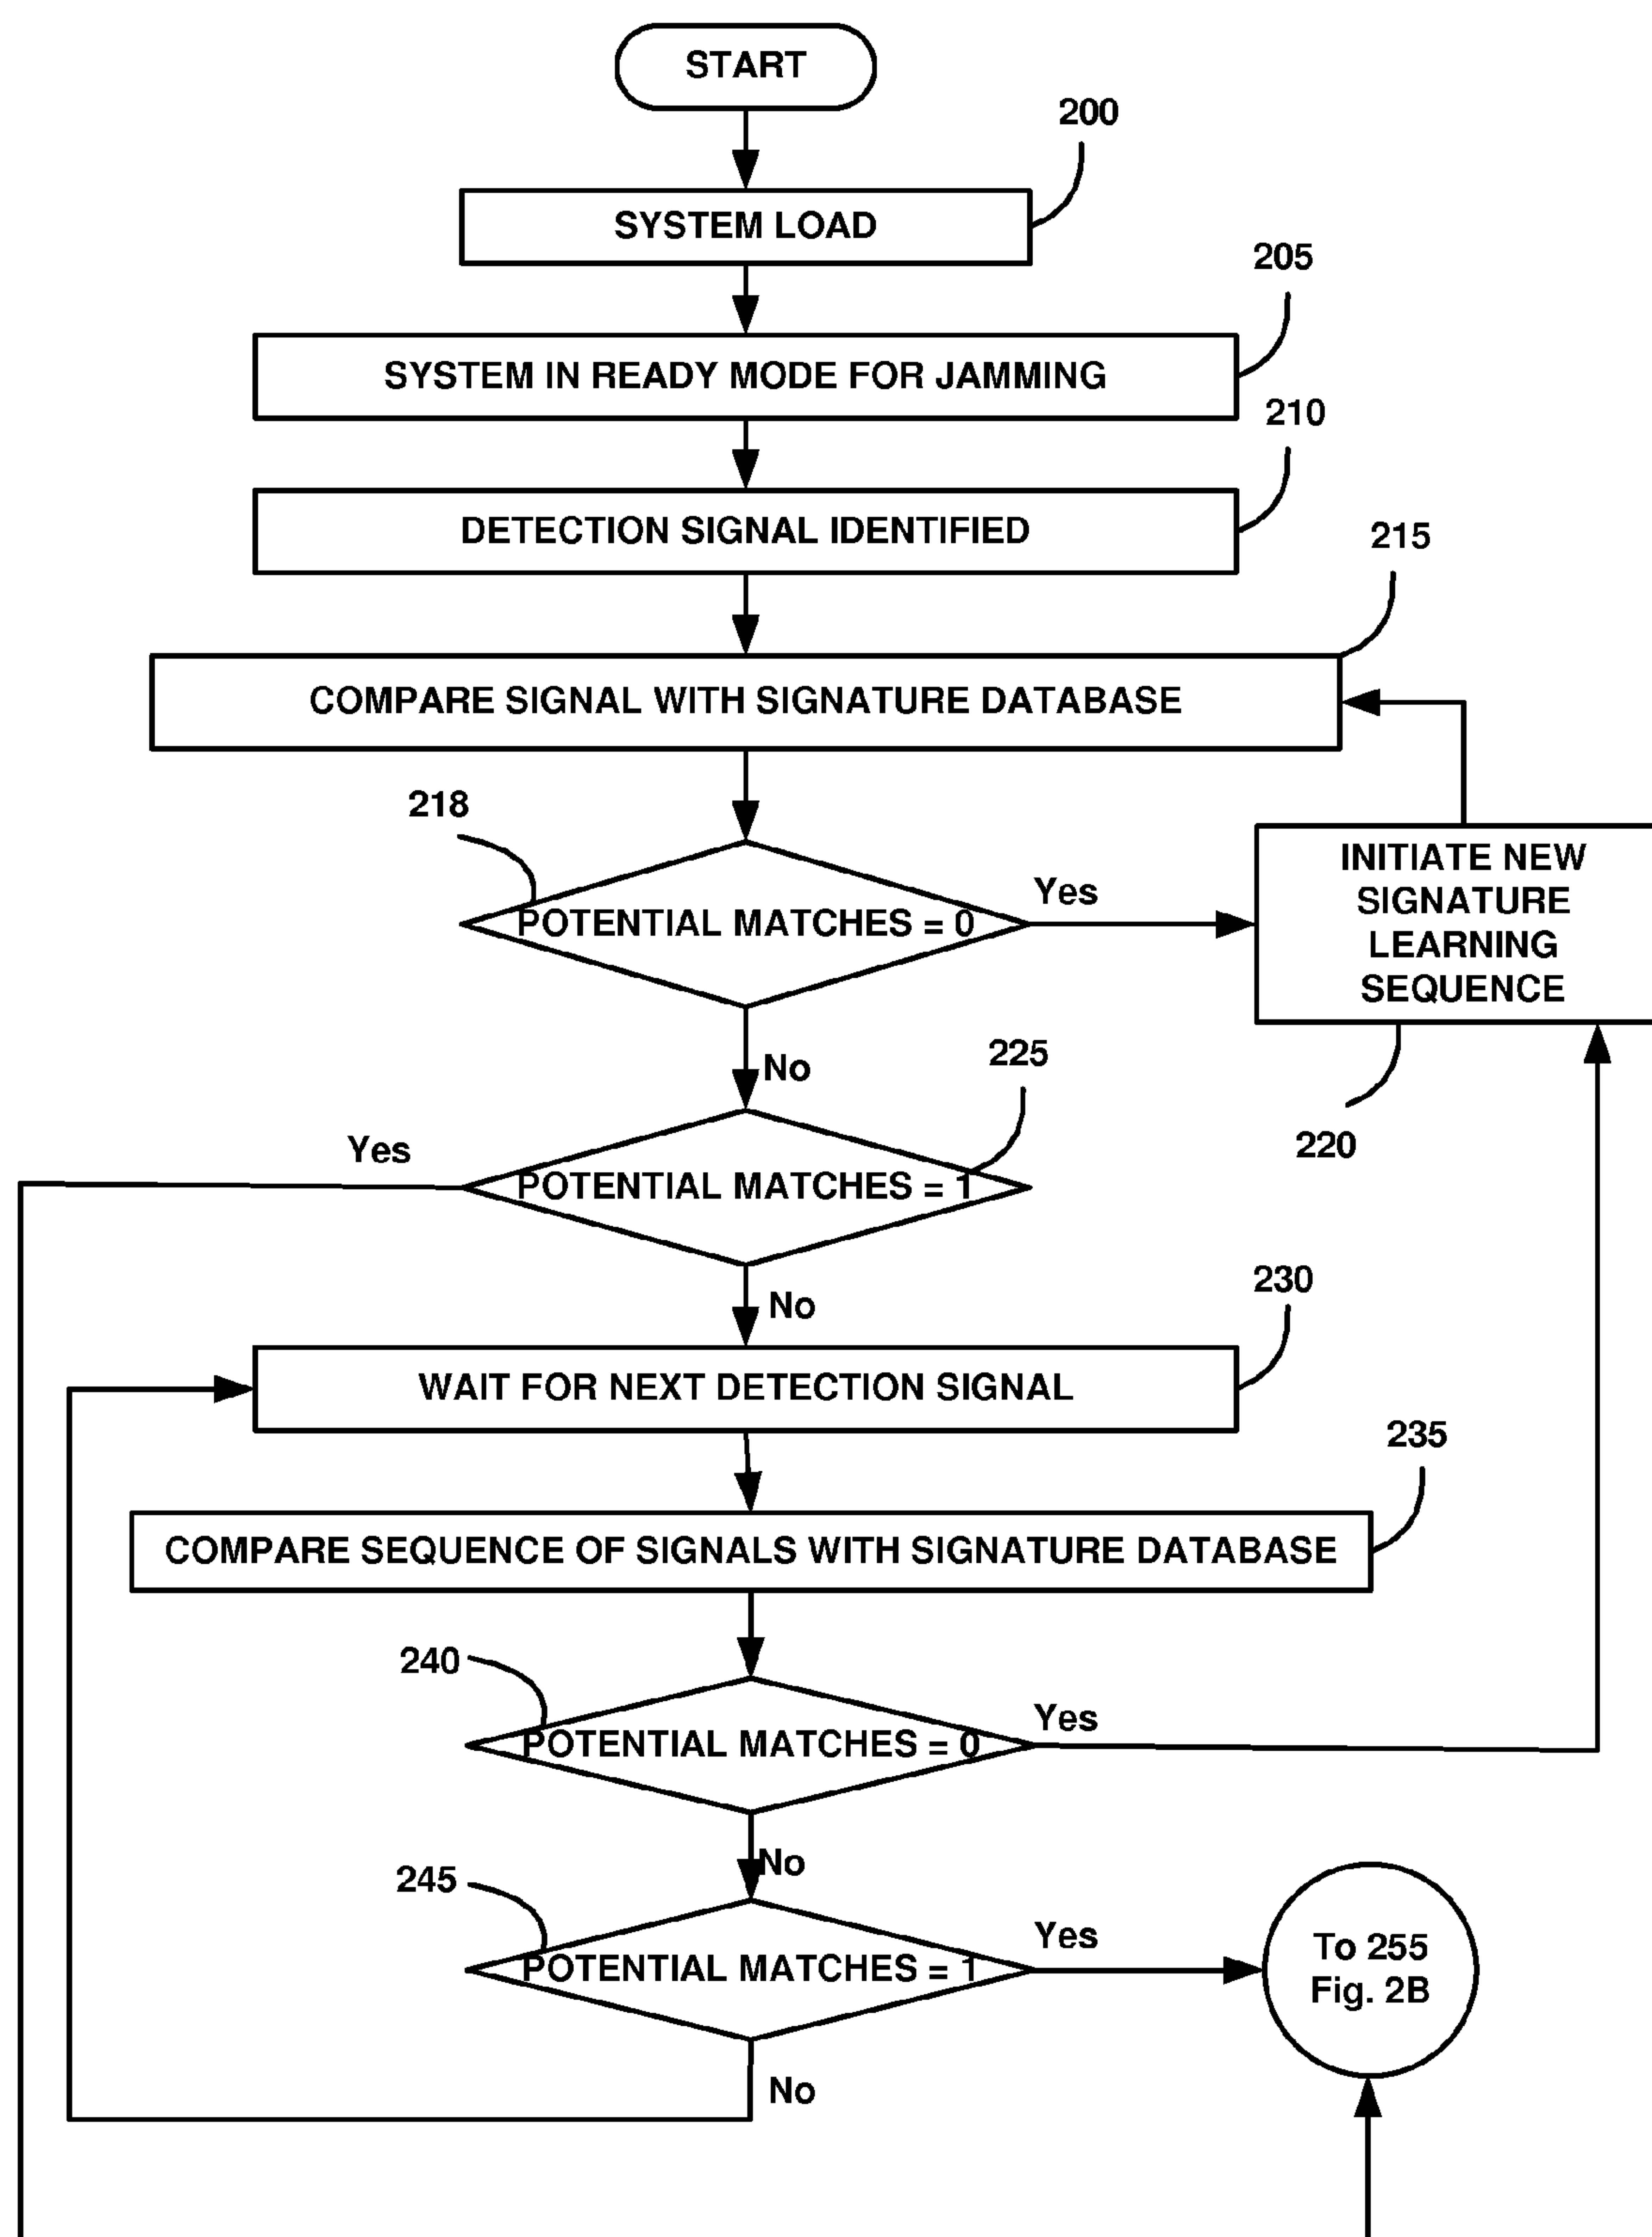 START
200
SYSTEM LOAD
205
SYSTEM IN READY MODE FOR JAMMING
210
DETECTION SIGNAL IDENTIFIED
215
COMPARE SIGNAL WITH SIGNATURE DATABASE
218
POTENTIAL MATCHES = 0
Yes
INITIATE NEW
SIGNATURE
LEARNING
SEQUENCE
220
No
225
Yes
POTENTIAL MATCHES = 1
No
230
WAIT FOR NEXT DETECTION SIGNAL
235
COMPARE SEQUENCE OF SIGNALS WITH SIGNATURE DATABASE
240
POTENTIAL MATCHES = 0
Yes
No
245
POTENTIAL MATCHES = 1
Yes
To 255
Fig. 2B
No